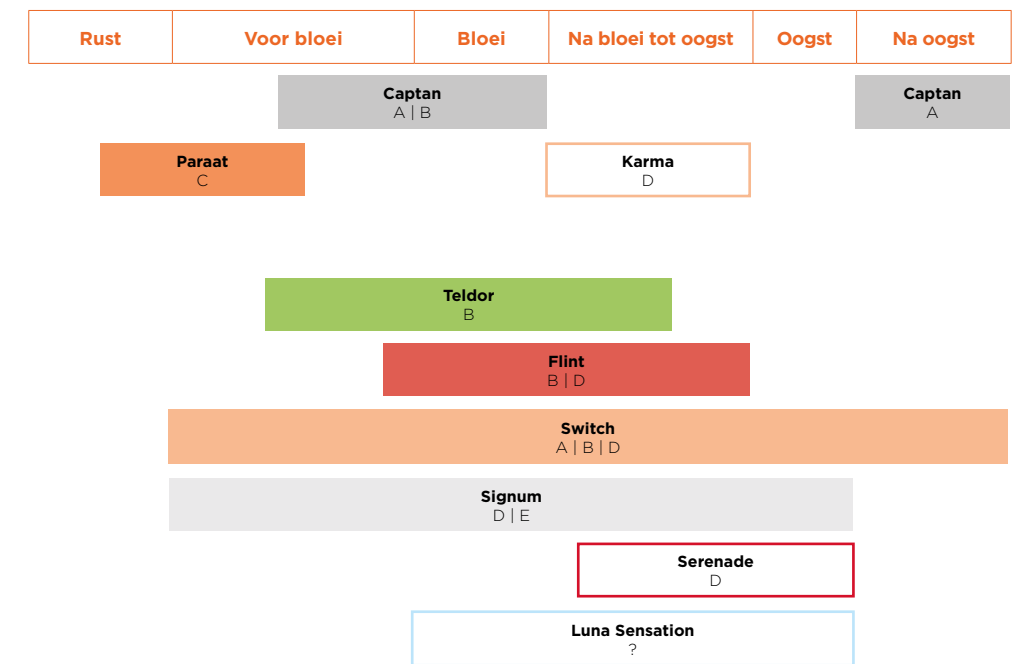 Rust Voor bloei Bloei Na bloei tot oogst Oogst Na oogst
Captan
A | B
Captan
A
Paraat
C
Karma
D
Teldor
B
Flint
B | D
Switch
A | B | D
Signum
D | E
Serenade
D
Luna Sensation
?